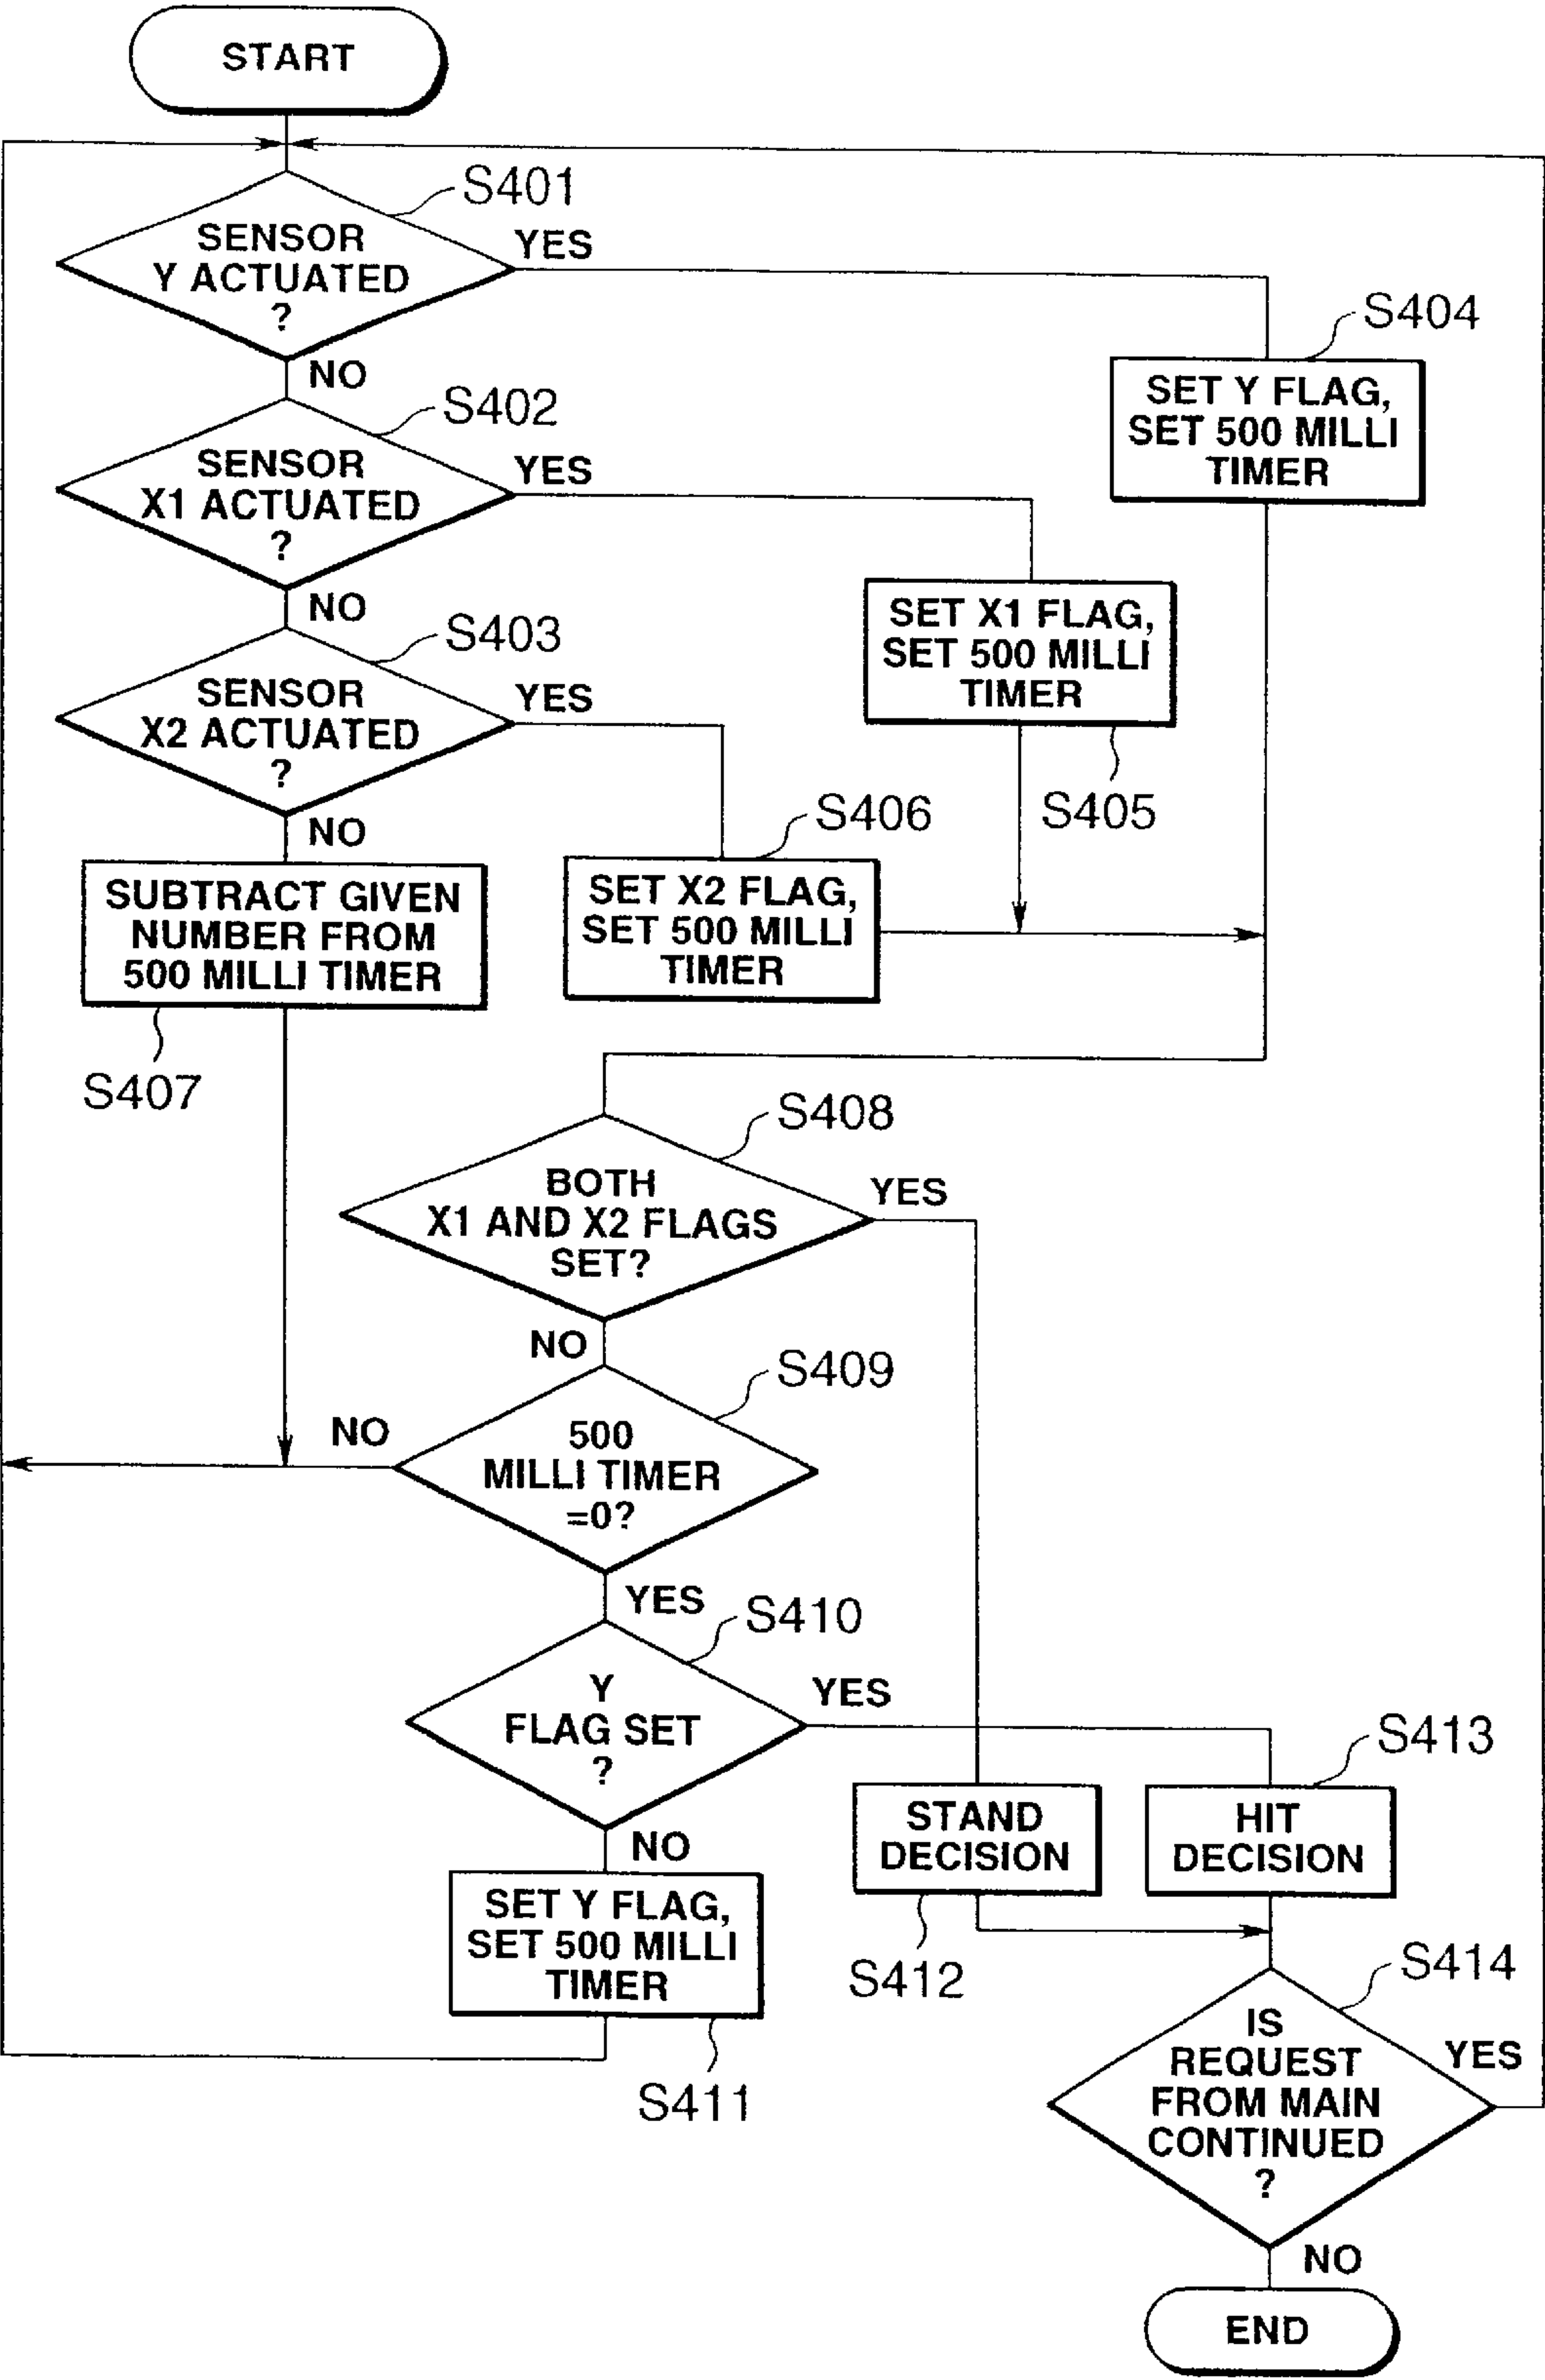 START
S401
SENSOR
Y ACTUATED
?
YES
NO
S404
SET Y FLAG,
SET 500 MILLI
TIMER
S402
SENSOR
X1 ACTUATED
?
YES
NO
SET X1 FLAG,
SET 500 MILLI
TIMER
S405
S403
SENSOR
X2 ACTUATED
?
YES
NO
S406
SET X2 FLAG,
SET 500 MILLI
TIMER
SUBTRACT GIVEN
NUMBER FROM
500 MILLI TIMER
S407
S408
BOTH
X1 AND X2 FLAGS
SET?
YES
NO
S409
500
MILLI TIMER
=0?
NO
YES
S410
Y
FLAG SET
?
YES
NO
S413
STAND
DECISION
HIT
DECISION
SET Y FLAG,
SET 500 MILLI
TIMER
S412
S411
S414
IS
REQUEST
FROM MAIN
CONTINUED
?
YES
NO
END